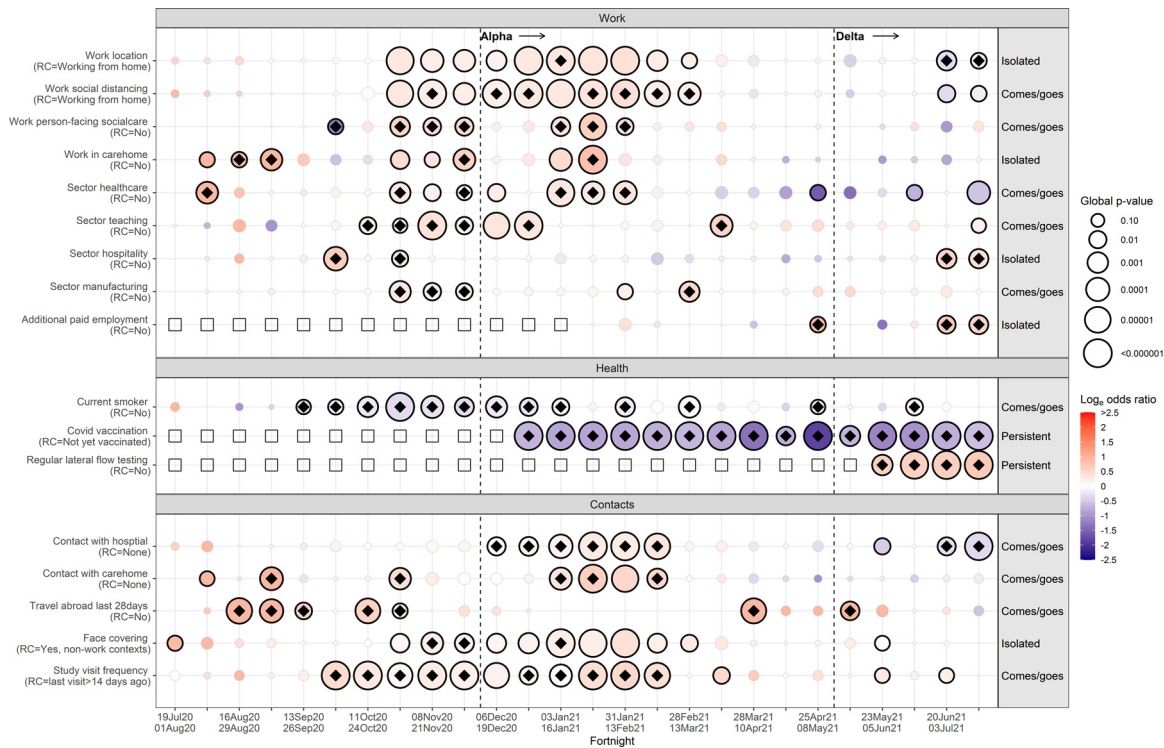 Work
Alpha → Delta →
Work location
(RC=Working from home)
Isolated
Work social distancing
(RC=Working from home)
Comes/goes
Work person-facing socialcare
(RC=No)
Comes/goes
Work in carehome
(RC=No)
Isolated
Sector healthcare
(RC=No)
Comes/goes
Sector teaching
(RC=No)
Comes/goes
Sector hospitality
(RC=No)
Isolated
Sector manufacturing
(RC=No)
Comes/goes
Additional paid employment
(RC=No)
Isolated
Health
Current smoker
(RC=No)
Comes/goes
Covid vaccination
(RC=Not yet vaccinated)
Persistent
Regular lateral flow testing
(RC=No)
Persistent
Contacts
Contact with hosptial
(RC=None)
Comes/goes
Contact with carehome
(RC=None)
Comes/goes
Travel abroad last 28days
(RC=No)
Comes/goes
Face covering
(RC=Yes, non-work contexts)
Isolated
Study visit frequency
(RC=last visit>14 days ago)
Comes/goes
19Jul20 16Aug20 13Sep20 11Oct20 08Nov20 06Dec20 03Jan21 31Jan21 28Feb21 28Mar21 25Apr21 23May21 20Jun21
01Aug20 29Aug20 26Sep20 24Oct20 21Nov20 19Dec20 16Jan21 13Feb21 13Mar21 10Apr21 08May21 05Jun21 03Jul21
Fortnight
Global p-value
0.10
0.01
0.001
0.0001
0.00001
<0.000001
Logₑ odds ratio
>2.5
2.0
1.5
1.0
0.5
0
-0.5
-1
-1.5
-2.0
-2.5